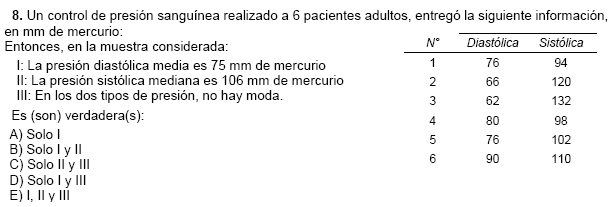 8. Un control de presión sanguínea realizado a 6 pacientes adultos, entregó la siguiente información,
en mm de mercurio:
Entonces, en la muestra considerada:
I: La presión diastólica media es 75 mm de mercurio
II: La presión sistólica mediana es 106 mm de mercurio
III: En los dos tipos de presión, no hay moda.
Es (son) verdadera(s):
A) Solo I
B) Solo I y II
C) Solo II y III
D) Solo I y III
E) I, II y III
N° Diastólica Sistólica
1 76 94
2 66 120
3 62 132
4 80 98
5 76 102
6 90 110